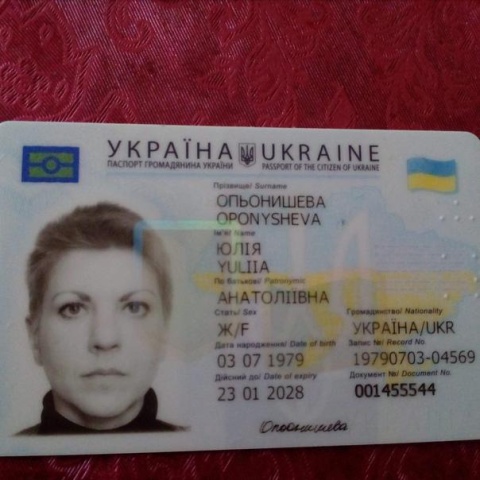 УКРАЇНА UKRAINE
ПАСПОРТ ГРОМАДЯНИНА УКРАЇНИ PASSPORT OF THE CITIZEN OF UKRAINE
Прізвище/ Surname
ОПЬОНИШЕВА
OPONYSHEVA
Ім'я/ Name
ЮЛІЯ
YULIIA
По батькові/ Patronymic
АНАТОЛІЇВНА
Стать/ Sex Громадянство/ Nationality
Ж/F УКРАЇНА/UKR
Дата народження/ Date of birth Запис №/ Record No.
03 07 1979 19790703-04569
Дійсний до/ Date of expiry Документ №/ Document No.
23 01 2028 001455544
Опьонишева